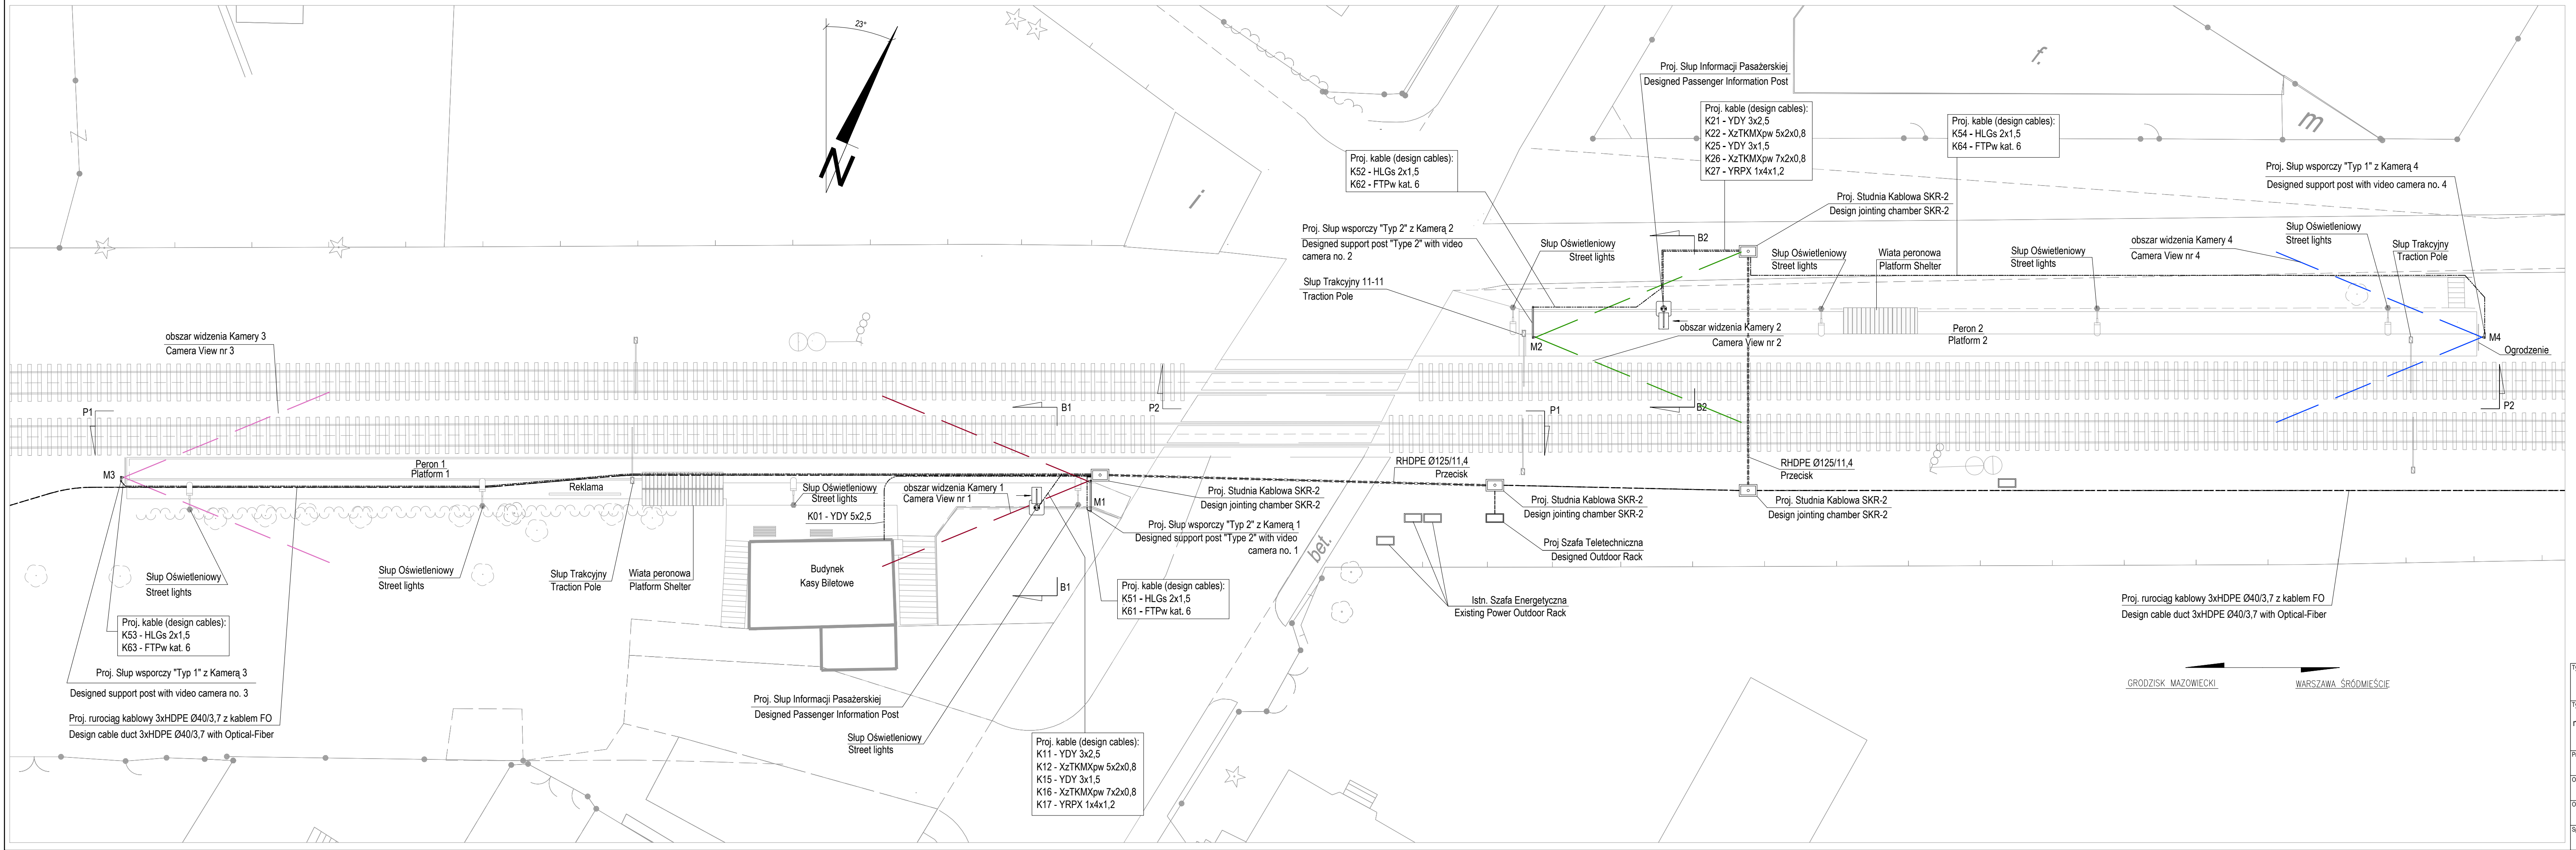 23°
N
i
f.
m
Proj. Słup Informacji Pasażerskiej
Designed Passenger Information Post
Proj. kable (design cables):
K21 - YDY 3x2,5
K22 - XzTKMXpw 5x2x0,8
K25 - YDY 3x1,5
K26 - XzTKMXpw 7x2x0,8
K27 - YRPX 1x4x1,2
Proj. kable (design cables):
K54 - HLGs 2x1,5
K64 - FTPw kat. 6
Proj. kable (design cables):
K52 - HLGs 2x1,5
K62 - FTPw kat. 6
Proj. Słup wsporczy "Typ 1" z Kamerą 4
Designed support post with video camera no. 4
Proj. Studnia Kablowa SKR-2
Design jointing chamber SKR-2
Proj. Słup wsporczy "Typ 2" z Kamerą 2
Designed support post "Type 2" with video
camera no. 2
Słup Oświetleniowy
Street lights
B2
Słup Oświetleniowy
Street lights
Wiata peronowa
Platform Shelter
Słup Oświetleniowy
Street lights
obszar widzenia Kamery 4
Camera View nr 4
Słup Oświetleniowy
Street lights
Słup Trakcyjny
Traction Pole
Słup Trakcyjny 11-11
Traction Pole
obszar widzenia Kamery 3
Camera View nr 3
M2
obszar widzenia Kamery 2
Camera View nr 2
Peron 2
Platform 2
M4
Ogrodzenie
P1
B1
P2
P1
B2
P2
M3
Peron 1
Platform 1
Reklama
Słup Oświetleniowy
Street lights
K01 - YDY 5x2,5
obszar widzenia Kamery 1
Camera View nr 1
M1
Proj. Studnia Kablowa SKR-2
Design jointing chamber SKR-2
RHDPE Ø125/11,4
Przecisk
Proj. Studnia Kablowa SKR-2
Design jointing chamber SKR-2
RHDPE Ø125/11,4
Przecisk
Proj. Studnia Kablowa SKR-2
Design jointing chamber SKR-2
Proj. Słup wsporczy "Typ 2" z Kamerą 1
Designed support post "Type 2" with video
camera no. 1
bet.
Proj Szafa Teletechniczna
Designed Outdoor Rack
Słup Oświetleniowy
Street lights
Słup Oświetleniowy
Street lights
Słup Trakcyjny
Traction Pole
Wiata peronowa
Platform Shelter
Budynek
Kasy Biletowe
B1
Proj. kable (design cables):
K51 - HLGs 2x1,5
K61 - FTPw kat. 6
Istn. Szafa Energetyczna
Existing Power Outdoor Rack
Proj. rurociąg kablowy 3xHDPE Ø40/3,7 z kablem FO
Design cable duct 3xHDPE Ø40/3,7 with Optical-Fiber
Proj. kable (design cables):
K53 - HLGs 2x1,5
K63 - FTPw kat. 6
Proj. Słup wsporczy "Typ 1" z Kamerą 3
Designed support post with video camera no. 3
Proj. rurociąg kablowy 3xHDPE Ø40/3,7 z kablem FO
Design cable duct 3xHDPE Ø40/3,7 with Optical-Fiber
Proj. Słup Informacji Pasażerskiej
Designed Passenger Information Post
Słup Oświetleniowy
Street lights
Proj. kable (design cables):
K11 - YDY 3x2,5
K12 - XzTKMXpw 5x2x0,8
K15 - YDY 3x1,5
K16 - XzTKMXpw 7x2x0,8
K17 - YRPX 1x4x1,2
GRODZISK MAZOWIECKI
WARSZAWA ŚRÓDMIEŚCIE